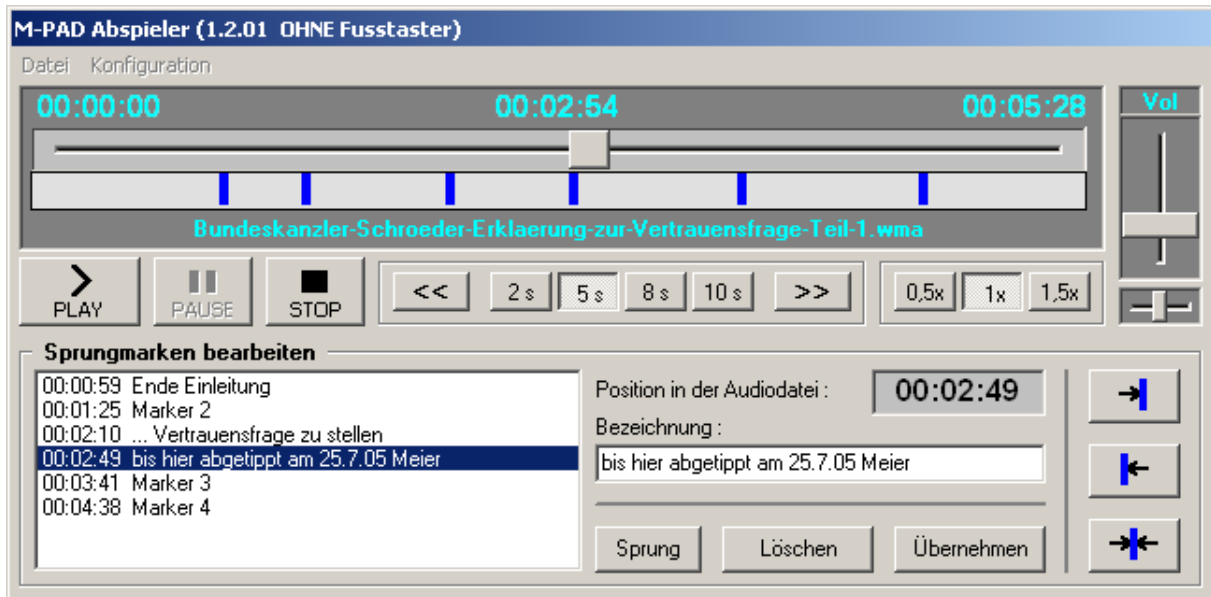 M-PAD Abspieler (1.2.01 OHNE Fusstaster)
Datei Konfiguration
00:00:00 00:02:54 00:05:28 Vol
Bundeskanzler-Schroeder-Erklaerung-zur-Vertrauensfrage-Teil-1.wma
PLAY PAUSE STOP << 2 s 5 s 8 s 10 s >> 0,5x 1x 1,5x
Sprungmarken bearbeiten
00:00:59 Ende Einleitung
00:01:25 Marker 2
00:02:10 ... Vertrauensfrage zu stellen
00:02:49 bis hier abgetippt am 25.7.05 Meier
00:03:41 Marker 3
00:04:38 Marker 4
Position in der Audiodatei : 00:02:49
Bezeichnung :
bis hier abgetippt am 25.7.05 Meier
Sprung Löschen Übernehmen